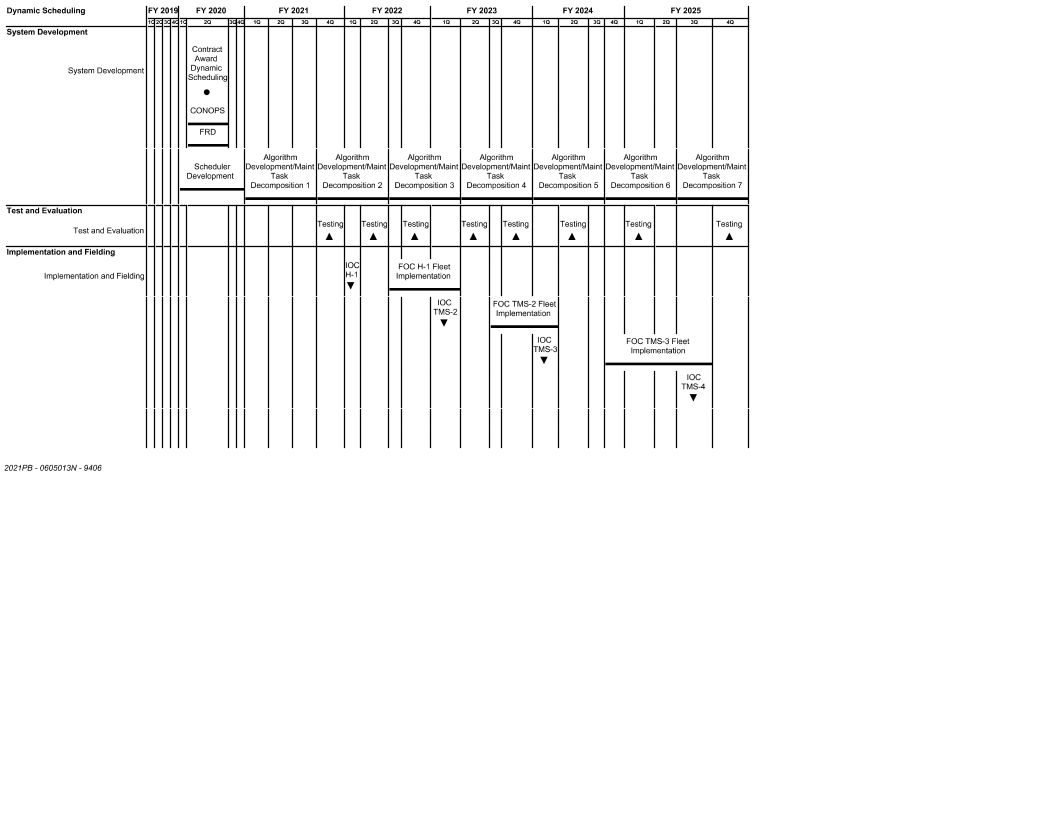 Dynamic Scheduling FY 2019 FY 2020 FY 2021 FY 2022 FY 2023 FY 2024 FY 2025
1Q 2Q 3Q 4Q 1Q 2Q 3Q 4Q 1Q 2Q 3Q 4Q 1Q 2Q 3Q 4Q 1Q 2Q 3Q 4Q 1Q 2Q 3Q 4Q 1Q 2Q 3Q 4Q
System Development
System Development
Contract
Award
Dynamic
Scheduling
CONOPS
FRD
Scheduler
Development
Algorithm
Development/Maint
Task
Decomposition 1
Algorithm
Development/Maint
Task
Decomposition 2
Algorithm
Development/Maint
Task
Decomposition 3
Algorithm
Development/Maint
Task
Decomposition 4
Algorithm
Development/Maint
Task
Decomposition 5
Algorithm
Development/Maint
Task
Decomposition 6
Algorithm
Development/Maint
Task
Decomposition 7
Test and Evaluation
Test and Evaluation
Testing Testing Testing Testing Testing Testing Testing Testing
Implementation and Fielding
Implementation and Fielding
IOC
H-1
FOC H-1 Fleet
Implementation
IOC
TMS-2
FOC TMS-2 Fleet
Implementation
IOC
TMS-3
FOC TMS-3 Fleet
Implementation
IOC
TMS-4
2021PB - 0605013N - 9406